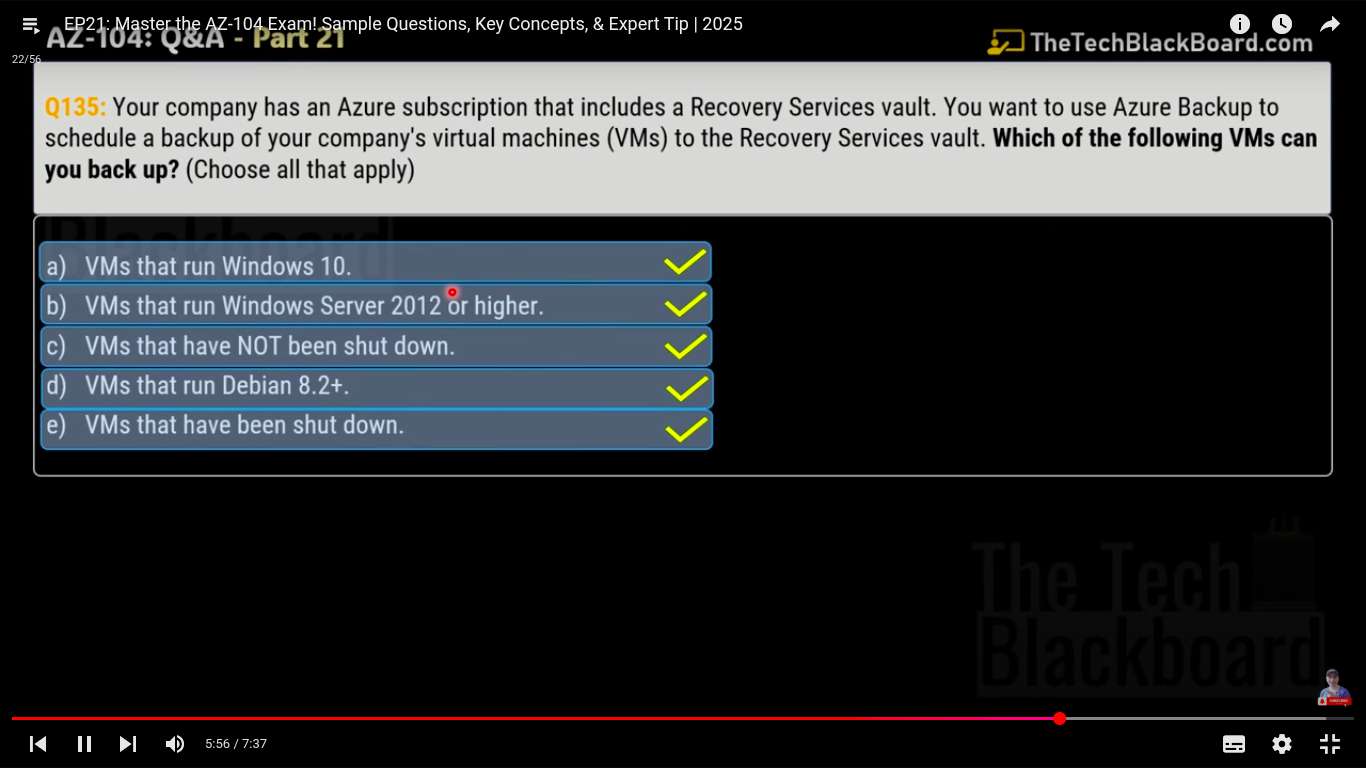 EP21: Master the AZ-104 Exam! Sample Questions, Key Concepts, & Expert Tip | 2025
AZ-104: Q&A - Part 21
TheTechBlackBoard.com
22/56
Q135: Your company has an Azure subscription that includes a Recovery Services vault. You want to use Azure Backup to
schedule a backup of your company's virtual machines (VMs) to the Recovery Services vault. Which of the following VMs can
you back up? (Choose all that apply)
Blackboard
a) VMs that run Windows 10.
b) VMs that run Windows Server 2012 or higher.
c) VMs that have NOT been shut down.
d) VMs that run Debian 8.2+.
e) VMs that have been shut down.
The Tech
Blackboard
5:56 / 7:37